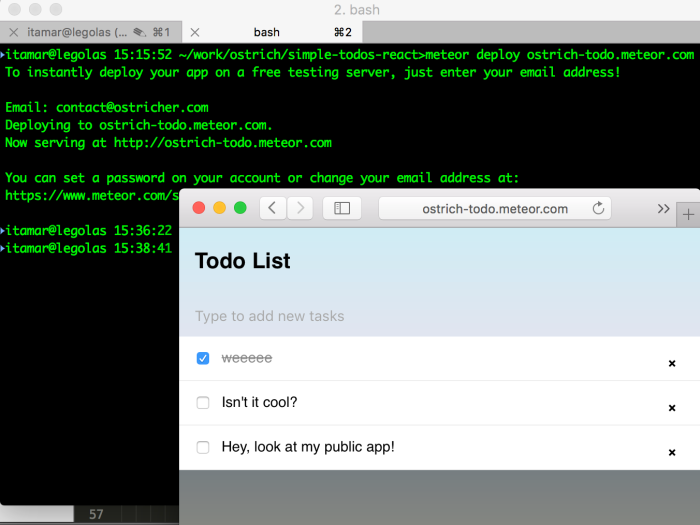 2. bash
itamar@legolas (... ⌘1
bash ⌘2
itamar@legolas 15:15:52 ~/work/ostrich/simple-todos-react>meteor deploy ostrich-todo.meteor.com
To instantly deploy your app on a free testing server, just enter your email address!
Email: contact@ostricher.com
Deploying to ostrich-todo.meteor.com.
Now serving at http://ostrich-todo.meteor.com
You can set a password on your account or change your email address at:
https://www.meteor.com/s
itamar@legolas 15:36:22
itamar@legolas 15:38:41
ostrich-todo.meteor.com
Todo List
Type to add new tasks
weeeee
Isn't it cool?
Hey, look at my public app!
57